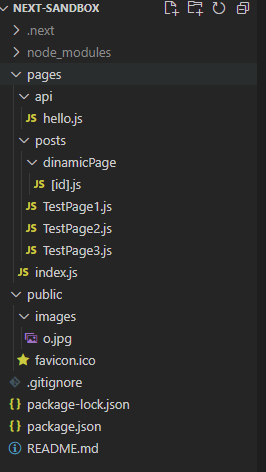 NEXT-SANDBOX
.next
node_modules
pages
api
JS hello.js
posts
dinamicPage
JS [id].js
JS TestPage1.js
JS TestPage2.js
JS TestPage3.js
JS index.js
public
images
o.jpg
favicon.ico
.gitignore
{} package-lock.json
{} package.json
README.md